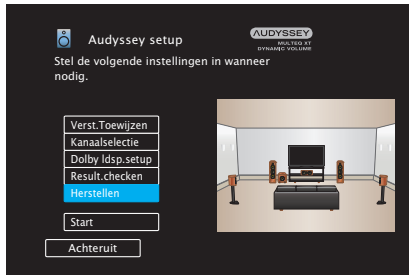 Audyssey setup
AUDYSSEY
MULTEQ XT
DYNAMIC VOLUME
Stel de volgende instellingen in wanneer
nodig.
Verst.Toewijzen
Kanaalselectie
Dolby ldsp.setup
Result.checken
Herstellen
Start
Achteruit